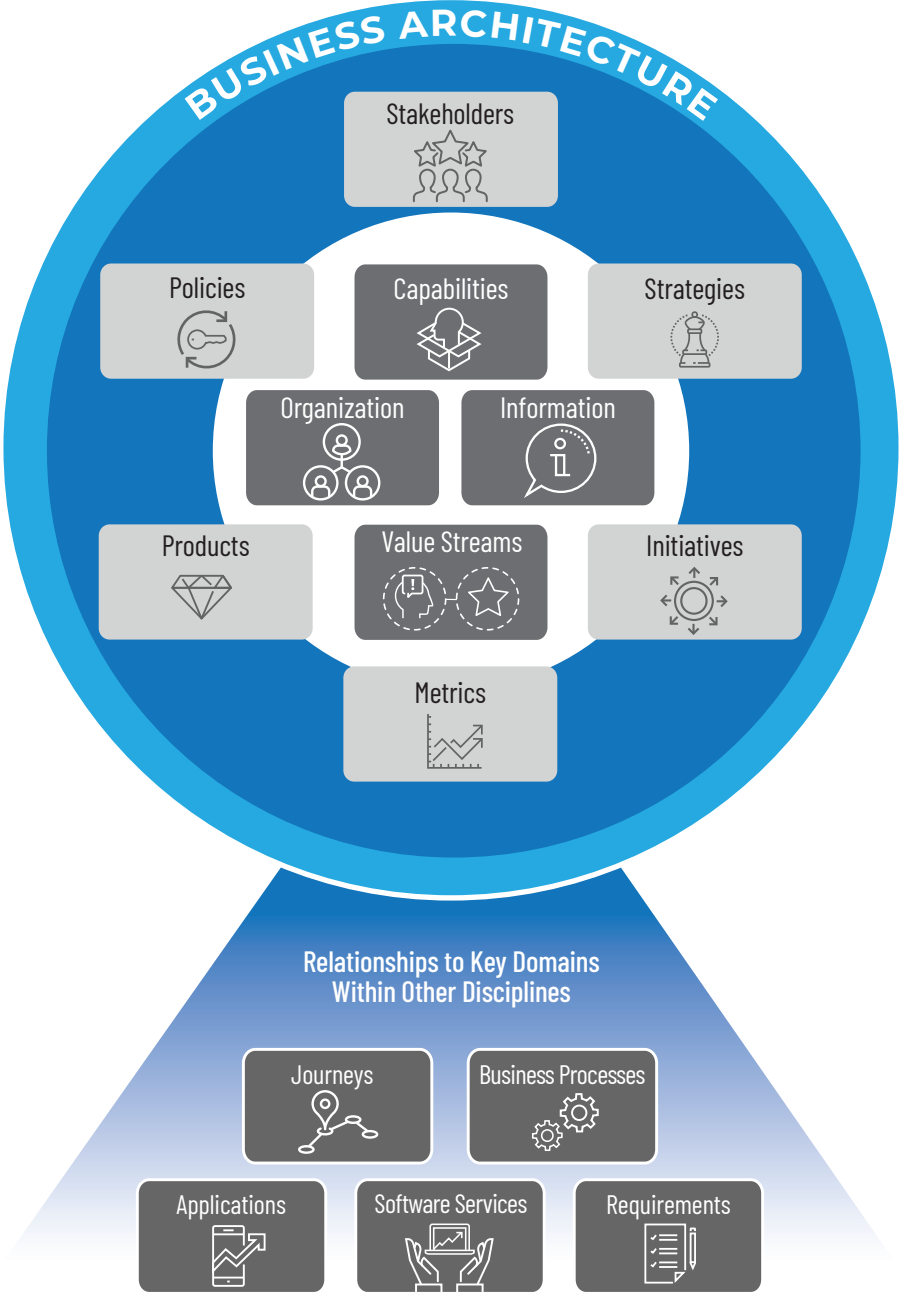 BUSINESS ARCHITECTURE
Stakeholders
Policies
Capabilities
Strategies
Organization
Information
Products
Value Streams
Initiatives
Metrics
Relationships to Key Domains
Within Other Disciplines
Journeys
Business Processes
Applications
Software Services
Requirements